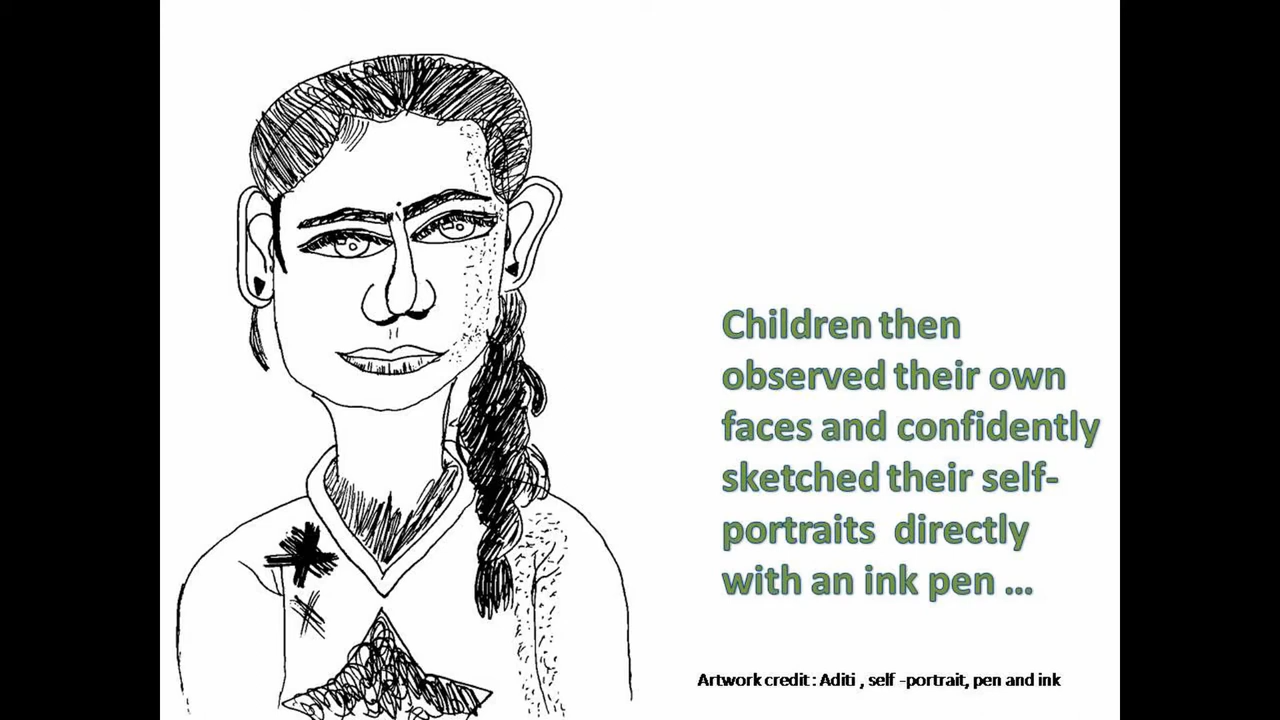 Children then
observed their own
faces and confidently
sketched their self-
portraits directly
with an ink pen ...
Artwork credit : Aditi , self -portrait, pen and ink